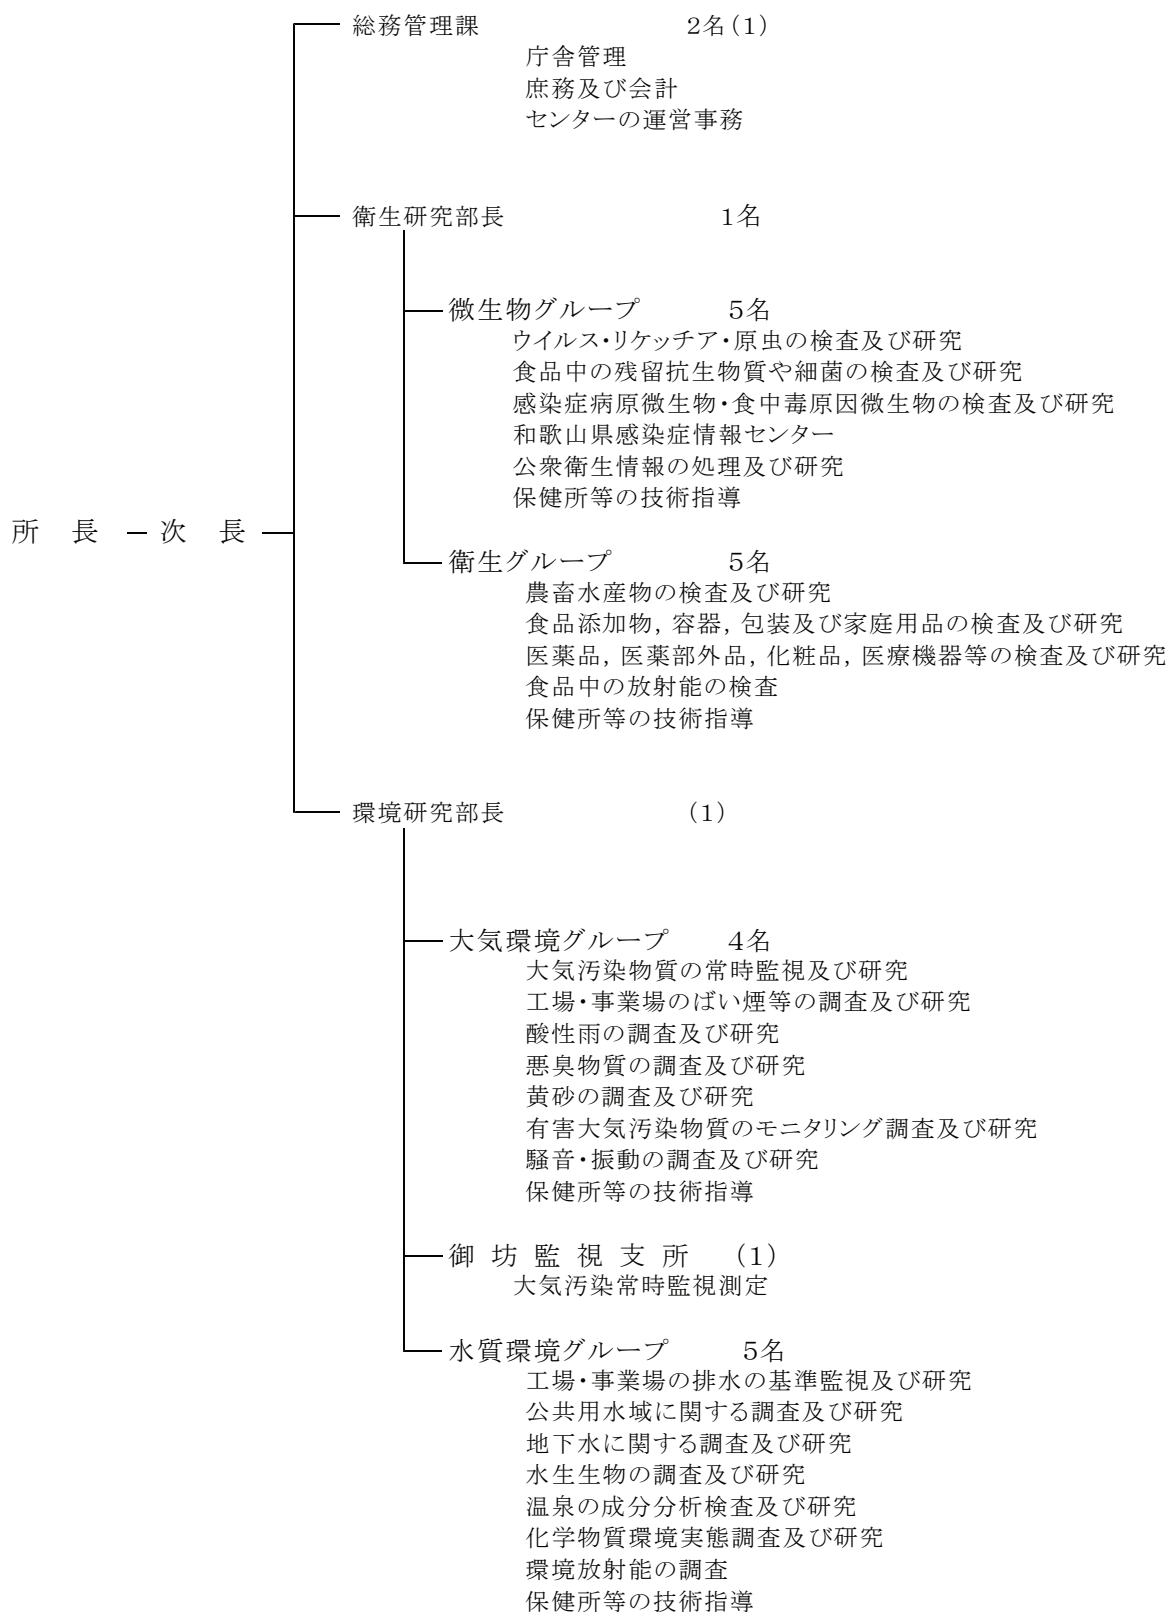 総務管理課 2名(1)
庁舎管理
庶務及び会計
センターの運営事務
衛生研究部長 1名
微生物グループ 5名
ウイルス・リケッチア・原虫の検査及び研究
食品中の残留抗生物質や細菌の検査及び研究
感染症病原微生物・食中毒原因微生物の検査及び研究
和歌山県感染症情報センター
公衆衛生情報の処理及び研究
保健所等の技術指導
所 長 次 長
衛生グループ 5名
農畜水産物の検査及び研究
食品添加物, 容器, 包装及び家庭用品の検査及び研究
医薬品, 医薬部外品, 化粧品, 医療機器等の検査及び研究
食品中の放射能の検査
保健所等の技術指導
環境研究部長 (1)
大気環境グループ 4名
大気汚染物質の常時監視及び研究
工場・事業場のばい煙等の調査及び研究
酸性雨の調査及び研究
悪臭物質の調査及び研究
黄砂の調査及び研究
有害大気汚染物質のモニタリング調査及び研究
騒音・振動の調査及び研究
保健所等の技術指導
御 坊 監 視 支 所 (1)
大気汚染常時監視測定
水質環境グループ 5名
工場・事業場の排水の基準監視及び研究
公共用水域に関する調査及び研究
地下水に関する調査及び研究
水生生物の調査及び研究
温泉の成分分析検査及び研究
化学物質環境実態調査及び研究
環境放射能の調査
保健所等の技術指導